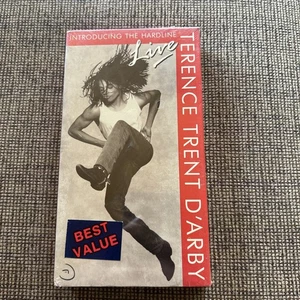 INTRODUCING THE HARDLINE
Live
TERENCE TRENT D'ARBY
BEST
VALUE